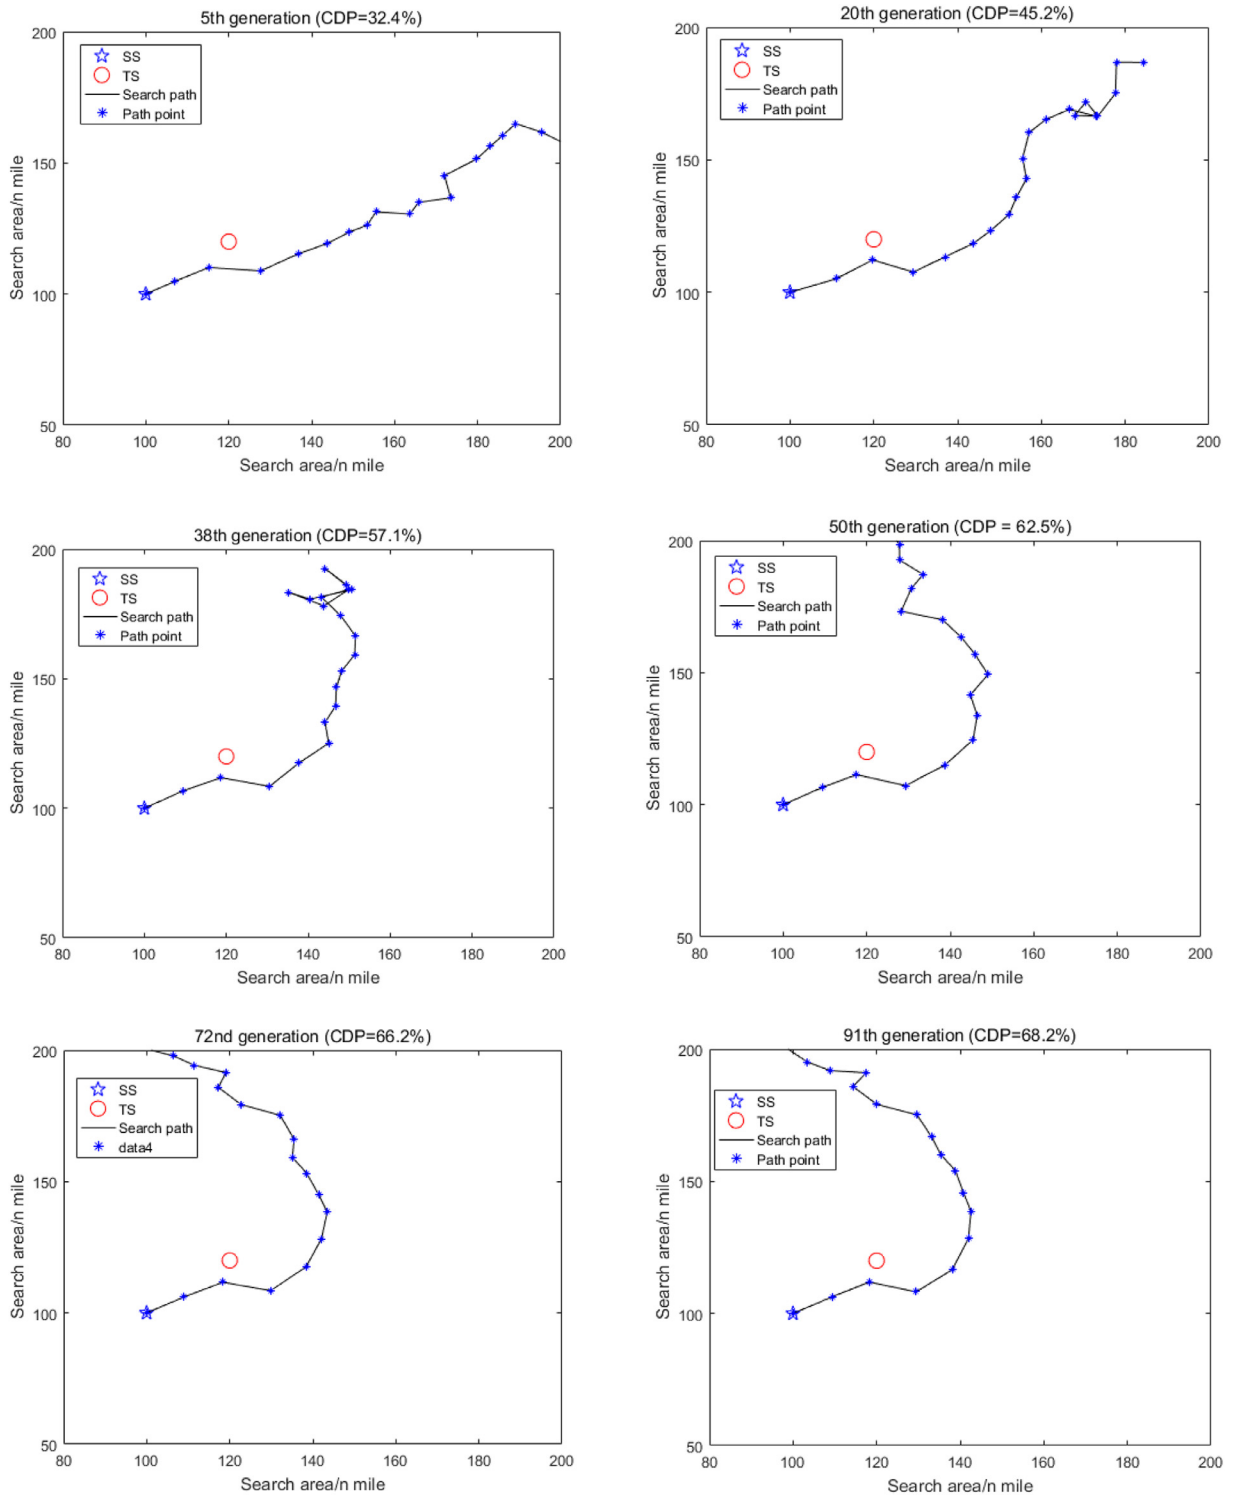 5th generation (CDP=32.4%)
200
150
100
50
Search area/n mile
SS
TS
Search path
Path point
80 100 120 140 160 180 200
Search area/n mile
20th generation (CDP=45.2%)
200
150
100
50
Search area/n mile
SS
TS
Search path
Path point
80 100 120 140 160 180 200
Search area/n mile
38th generation (CDP=57.1%)
200
150
100
50
Search area/n mile
SS
TS
Search path
Path point
80 100 120 140 160 180 200
Search area/n mile
50th generation (CDP = 62.5%)
200
150
100
50
Search area/n mile
SS
TS
Search path
Path point
80 100 120 140 160 180 200
Search area/n mile
72nd generation (CDP=66.2%)
200
150
100
50
Search area/n mile
SS
TS
Search path
data4
80 100 120 140 160 180 200
Search area/n mile
91th generation (CDP=68.2%)
200
150
100
50
Search area/n mile
SS
TS
Search path
Path point
80 100 120 140 160 180 200
Search area/n mile